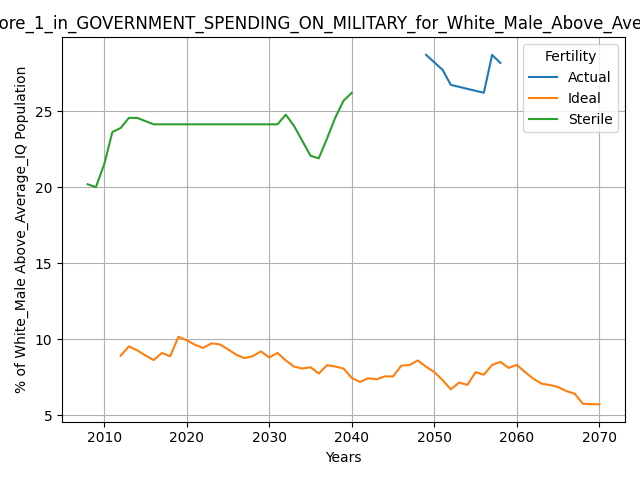 ore_1_in_GOVERNMENT_SPENDING_ON_MILITARY_for_White_Male_Above_Ave
% of White_Male Above_Average_IQ Population
25
20
15
10
5
Fertility
Actual
Ideal
Sterile
2010 2020 2030 2040 2050 2060 2070
Years